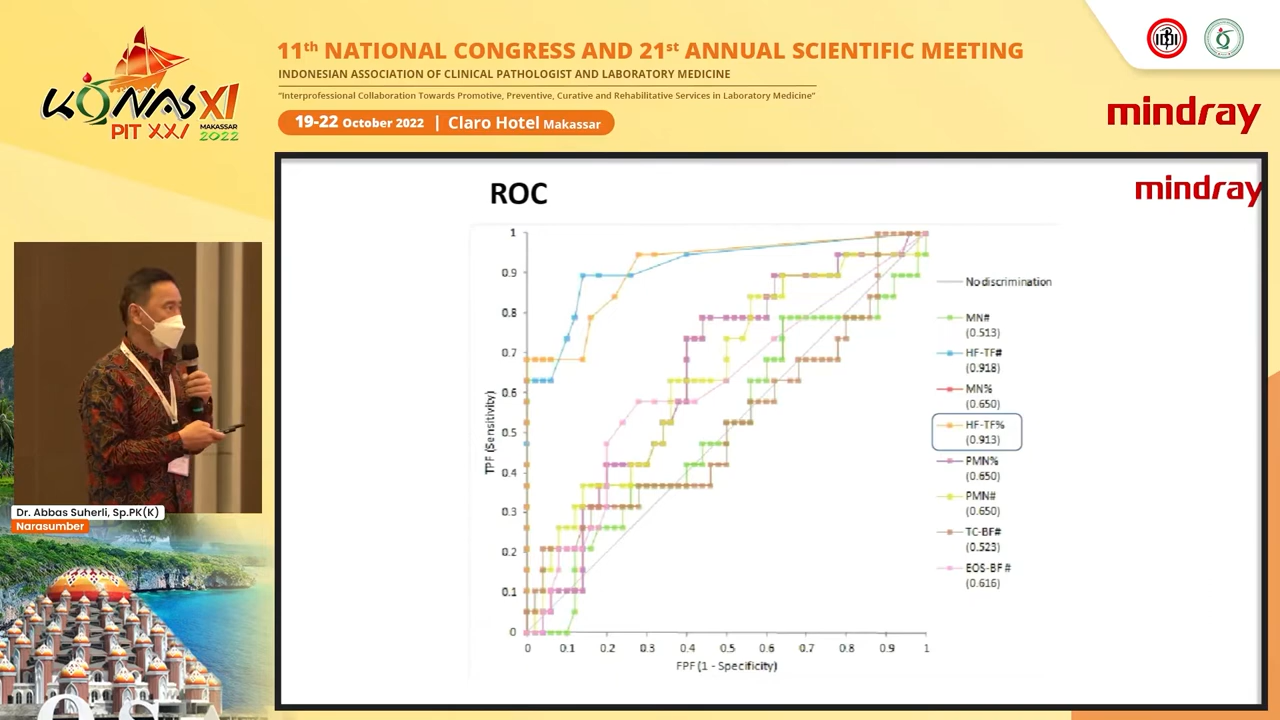 11th NATIONAL CONGRESS AND 21st ANNUAL SCIENTIFIC MEETING
INDONESIAN ASSOCIATION OF CLINICAL PATHOLOGIST AND LABORATORY MEDICINE
"Interprofessional Collaboration Towards Promotive, Preventive, Curative and Rehabilitative Services in Laboratory Medicine"
19-22 October 2022 | Claro Hotel Makassar
KONAS XI
PIT XXI
MAKASSAR
2022
IDI
mindray
mindray
ROC
1
0.9
0.8
0.7
0.6
0.5
0.4
0.3
0.2
0.1
0
TPF (Sensitivity)
0 0.1 0.2 0.3 0.4 0.5 0.6 0.7 0.8 0.9 1
FPF (1 - Specificity)
No discrimination
MN#
(0.513)
HF-TF#
(0.918)
MN%
(0.650)
HF-TF%
(0.913)
PMN%
(0.650)
PMN#
(0.650)
TC-BF#
(0.523)
EOS-BF #
(0.616)
Dr. Abbas Suherli, Sp.PK(K)
Narasumber